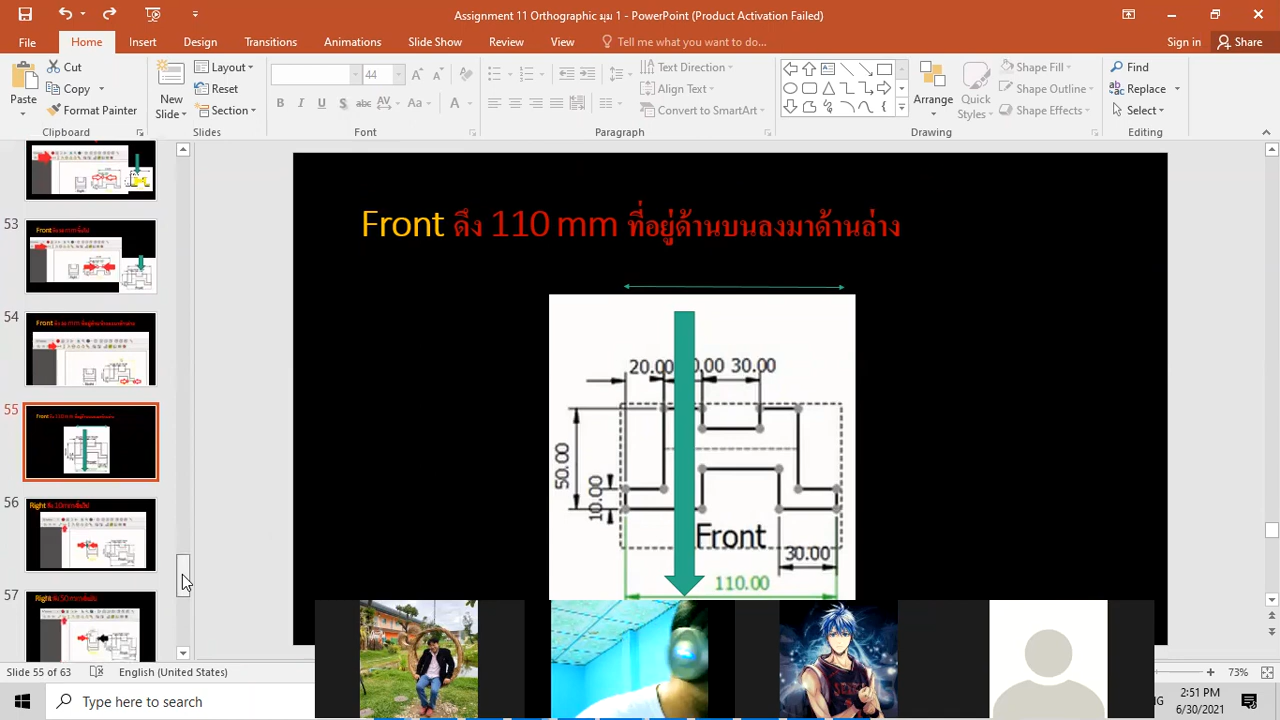 Assignment 11 Orthographic มุม 1 - PowerPoint (Product Activation Failed)
File Home Insert Design Transitions Animations Slide Show Review View Tell me what you want to do... Sign in Share
Cut
Copy
Format Painter
Paste
Clipboard
New Slide
Layout
Reset
Section
Slides
44
B I U S abc AV Aa A
Font
Text Direction
Align Text
Convert to SmartArt
Paragraph
Arrange
Quick Styles
Shape Fill
Shape Outline
Shape Effects
Drawing
Find
Replace
Select
Editing
53
54
55
56
57
Front ดึง 110 mm ที่อยู่ด้านบนลงมาด้านล่าง
20.00 30.00
50.00
10.00
Front
30.00
110.00
Slide 55 of 63 English (United States) 73%
Type here to search
2:51 PM
6/30/2021